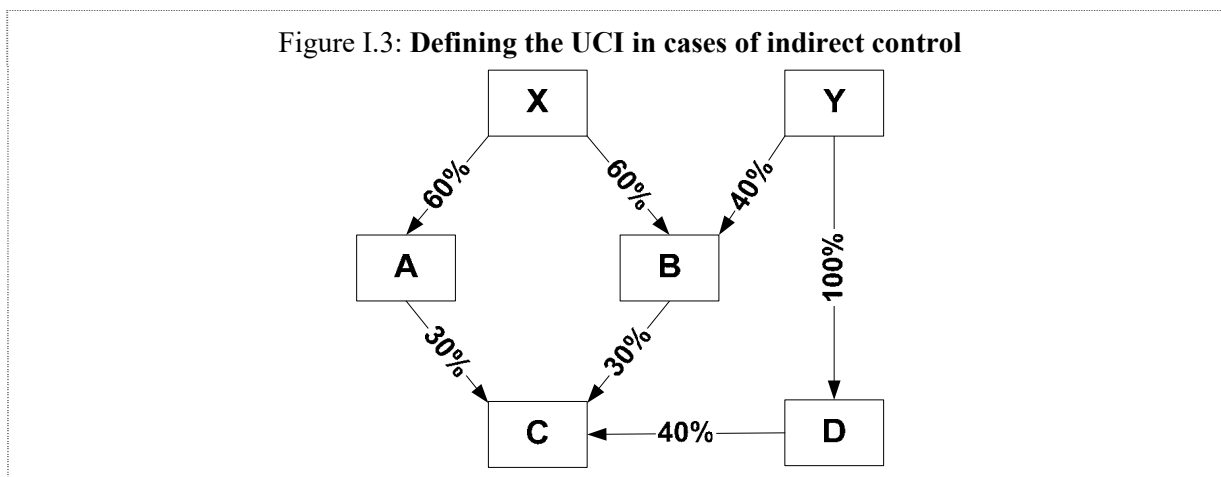 Figure I.3: Defining the UCI in cases of indirect control
X
Y
60%
60%
40%
A
B
100%
30%
30%
C
40%
D